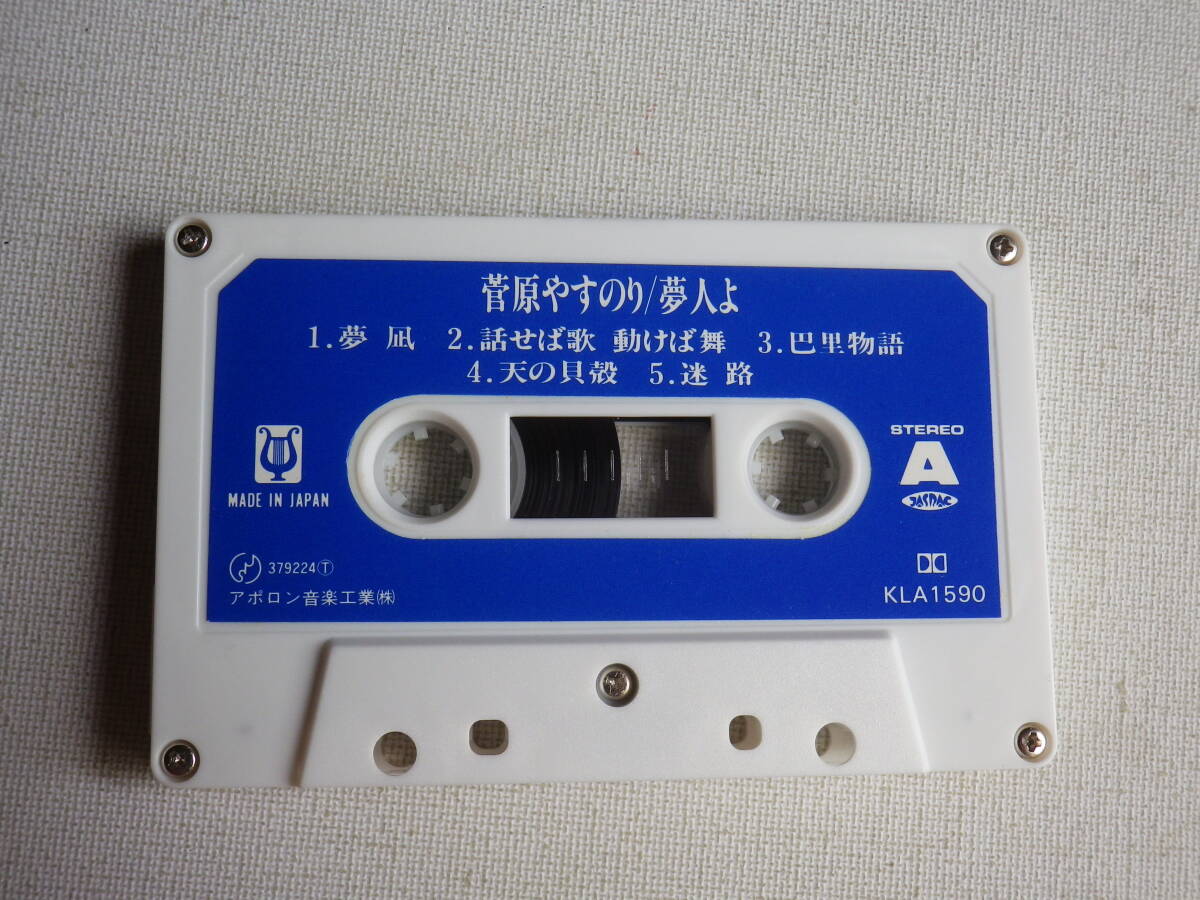 菅原やすのり/夢人よ
1.夢 凪 2.話せば歌 動けば舞 3.巴里物語
4.天の貝殻 5.迷 路
STEREO
A
JASRAC
MADE IN JAPAN
379224Ⓣ
アポロン音楽工業㈱
KLA1590